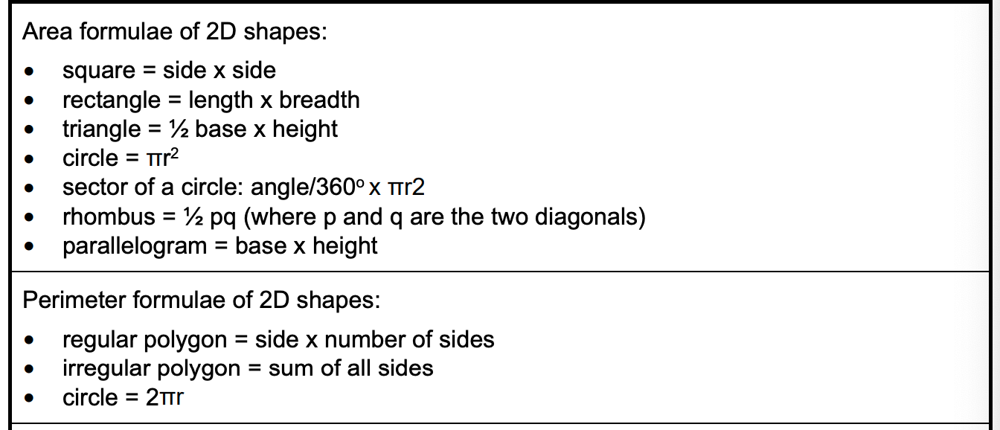 Area formulae of 2D shapes:
• square = side x side
• rectangle = length x breadth
• triangle = ½ base x height
• circle = πr²
• sector of a circle: angle/360º x πr2
• rhombus = ½ pq (where p and q are the two diagonals)
• parallelogram = base x height
Perimeter formulae of 2D shapes:
• regular polygon = side x number of sides
• irregular polygon = sum of all sides
• circle = 2πr